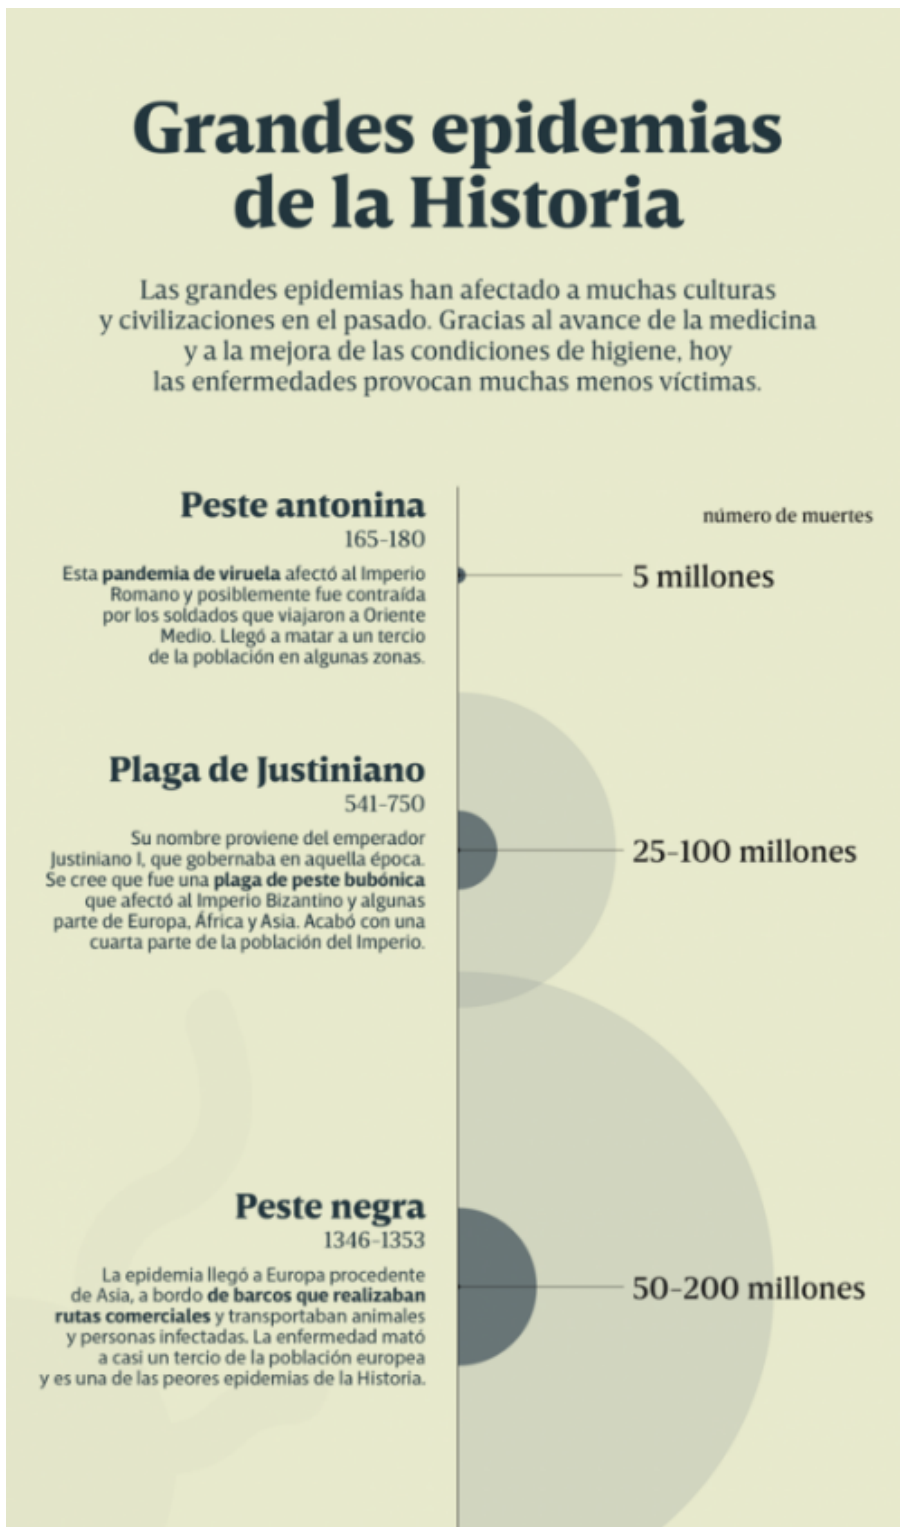 Grandes epidemias
de la Historia
Las grandes epidemias han afectado a muchas culturas
y civilizaciones en el pasado. Gracias al avance de la medicina
y a la mejora de las condiciones de higiene, hoy
las enfermedades provocan muchas menos víctimas.
Peste antonina
165-180
Esta pandemia de viruela afectó al Imperio
Romano y posiblemente fue contraída
por los soldados que viajaron a Oriente
Medio. Llegó a matar a un tercio
de la población en algunas zonas.
número de muertes
5 millones
Plaga de Justiniano
541-750
Su nombre proviene del emperador
Justiniano I, que gobernaba en aquella época.
Se cree que fue una plaga de peste bubónica
que afectó al Imperio Bizantino y algunas
parte de Europa, África y Asia. Acabó con una
cuarta parte de la población del Imperio.
25-100 millones
Peste negra
1346-1353
La epidemia llegó a Europa procedente
de Asia, a bordo de barcos que realizaban
rutas comerciales y transportaban animales
y personas infectadas. La enfermedad mató
a casi un tercio de la población europea
y es una de las peores epidemias de la Historia.
50-200 millones